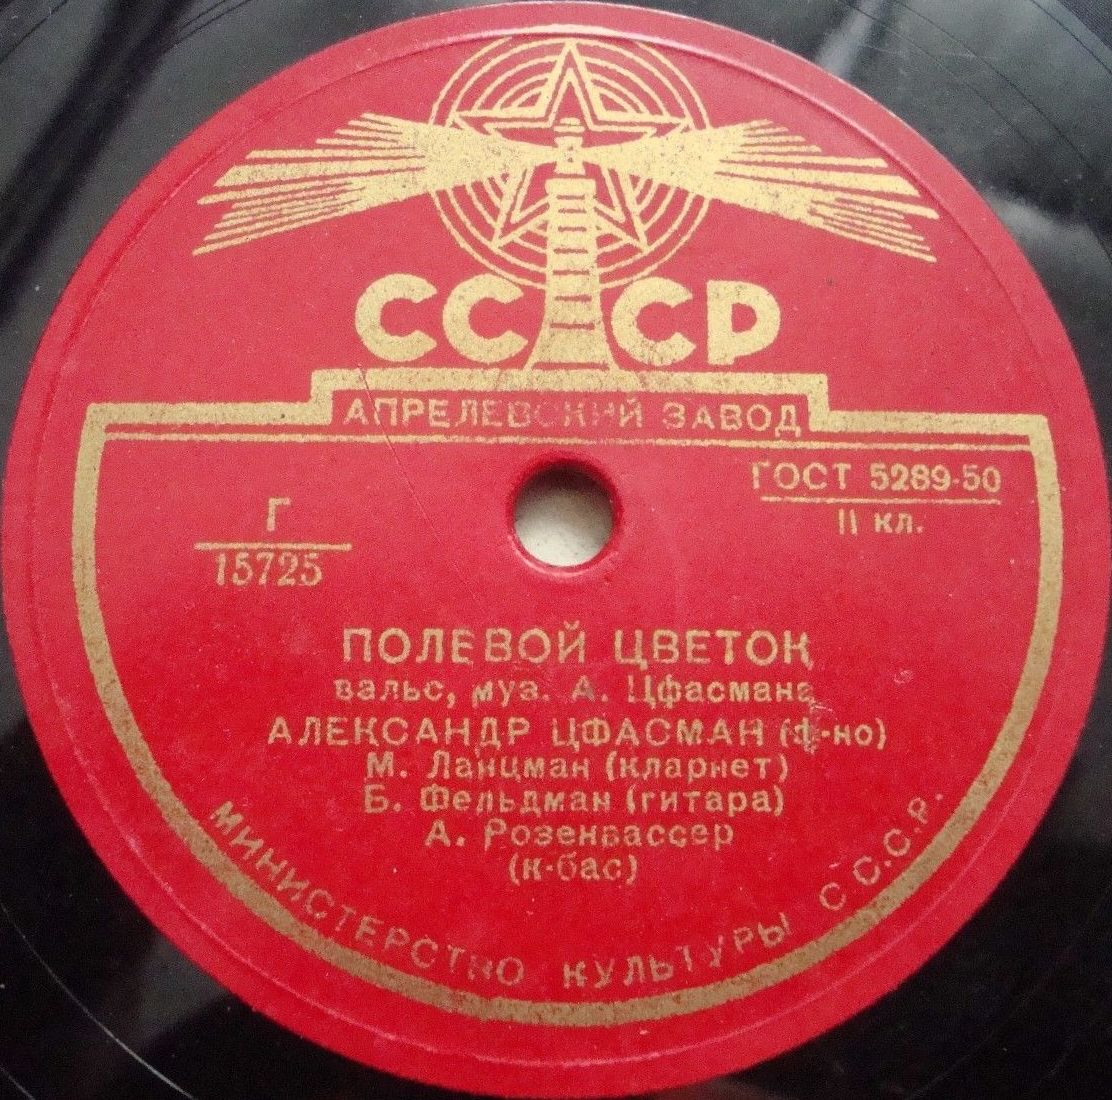 СССР
АПРЕЛЕВСКИЙ ЗАВОД
ГОСТ 5289-50
II кл.
Г
15725
ПОЛЕВОЙ ЦВЕТОК
вальс, муз. А. Цфасмана
АЛЕКСАНДР ЦФАСМАН (ф-но)
М. Ланцман (кларнет)
Б. Фельдман (гитара)
А. Розенвассер
(к-бас)
МИНИСТЕРСТВО КУЛЬТУРЫ С С.С.Р.